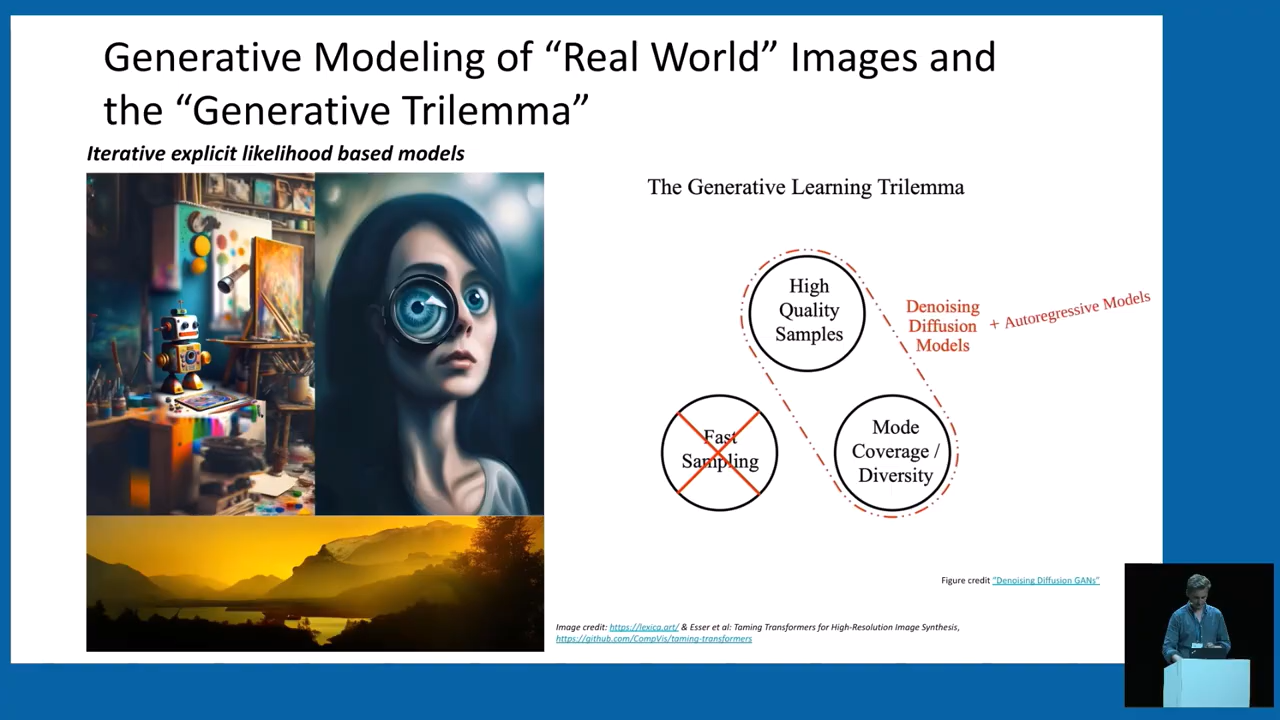 Generative Modeling of “Real World” Images and
the “Generative Trilemma”
Iterative explicit likelihood based models
The Generative Learning Trilemma
High
Quality
Samples
Denoising
Diffusion
Models
+ Autoregressive Models
Fast
Sampling
Mode
Coverage /
Diversity
Figure credit “Denoising Diffusion GANs”
Image credit: https://lexica.art/ & Esser et al: Taming Transformers for High-Resolution Image Synthesis,
https://github.com/CompVis/taming-transformers